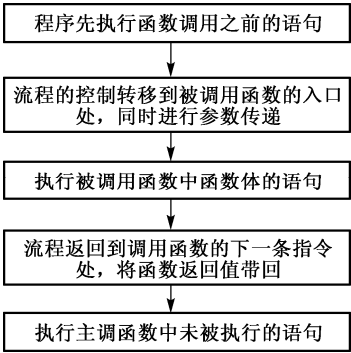 程序先执行函数调用之前的语句
流程的控制转移到被调用函数的入口
处，同时进行参数传递
执行被调用函数中函数体的语句
流程返回到调用函数的下一条指令
处，将函数返回值带回
执行主调函数中未被执行的语句